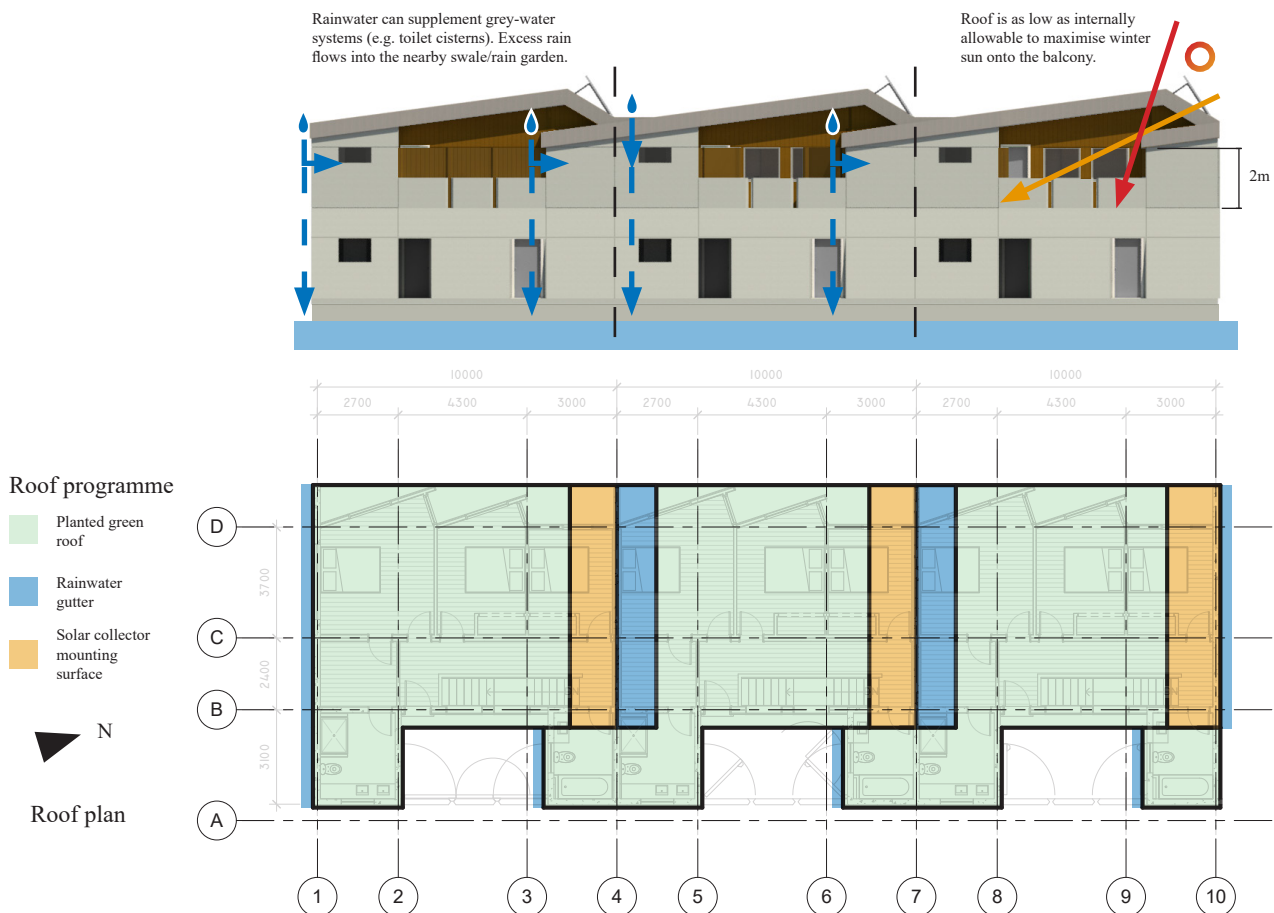 Rainwater can supplement grey-water
systems (e.g. toilet cisterns). Excess rain
flows into the nearby swale/rain garden.
Roof is as low as internally
allowable to maximise winter
sun onto the balcony.
2m
10000
10000
10000
2700
4300
3000
2700
4300
3000
2700
4300
3000
Roof programme
Planted green
roof
Rainwater
gutter
Solar collector
mounting
surface
N
Roof plan
D
3700
C
2400
B
3100
A
1
2
3
4
5
6
7
8
9
10